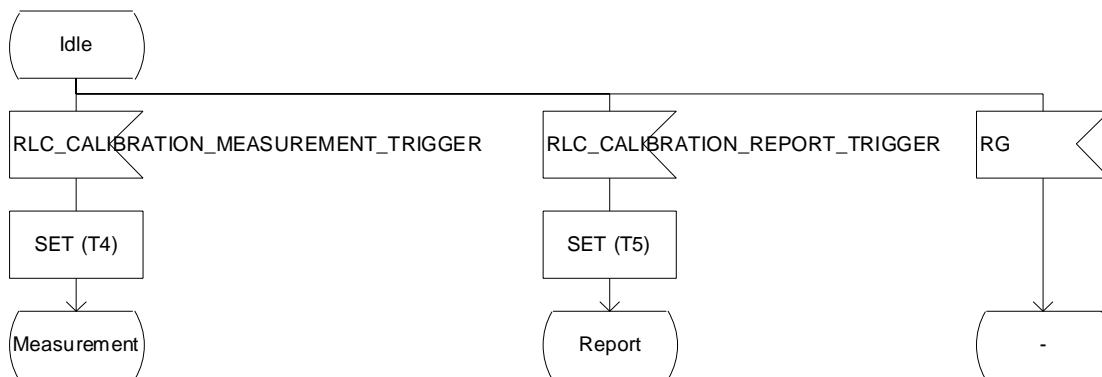 Idle
RLC_CALIBRATION_MEASUREMENT_TRIGGER
RLC_CALIBRATION_REPORT_TRIGGER
RG
SET (T4)
SET (T5)
Measurement
Report
-